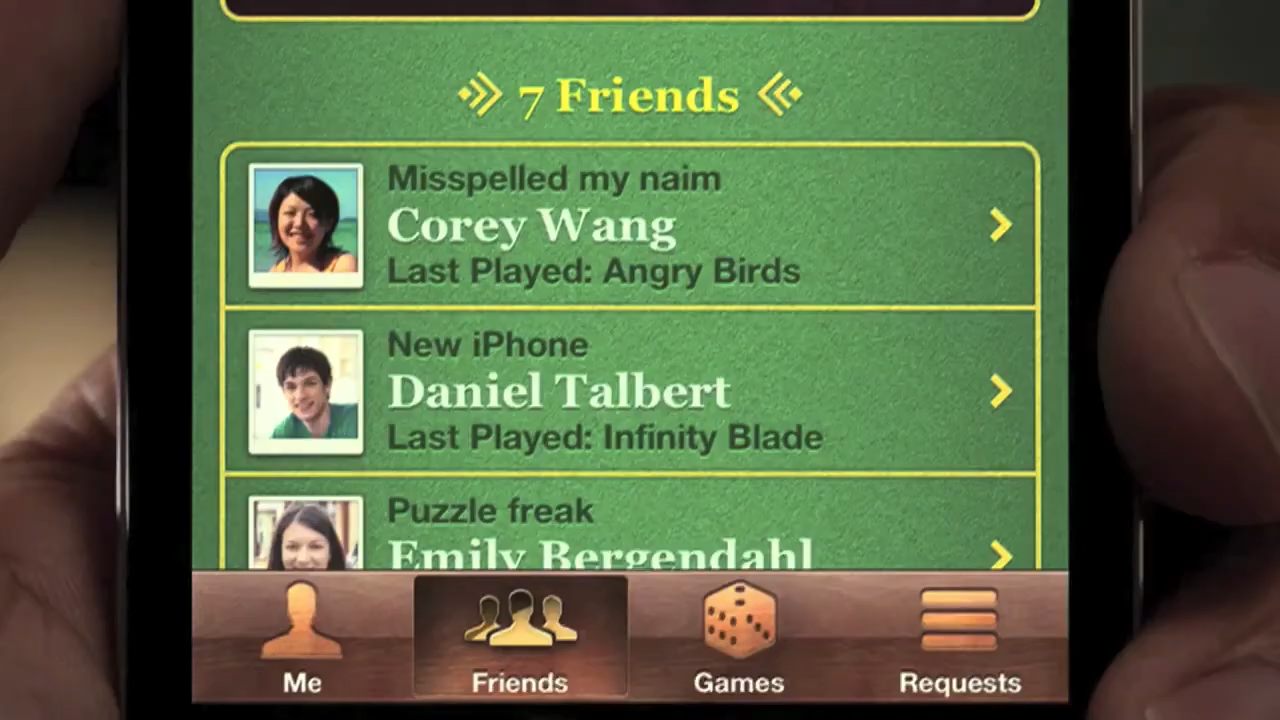 7 Friends
Misspelled my naim
Corey Wang
Last Played: Angry Birds
New iPhone
Daniel Talbert
Last Played: Infinity Blade
Puzzle freak
Emily Bergendahl
Me
Friends
Games
Requests